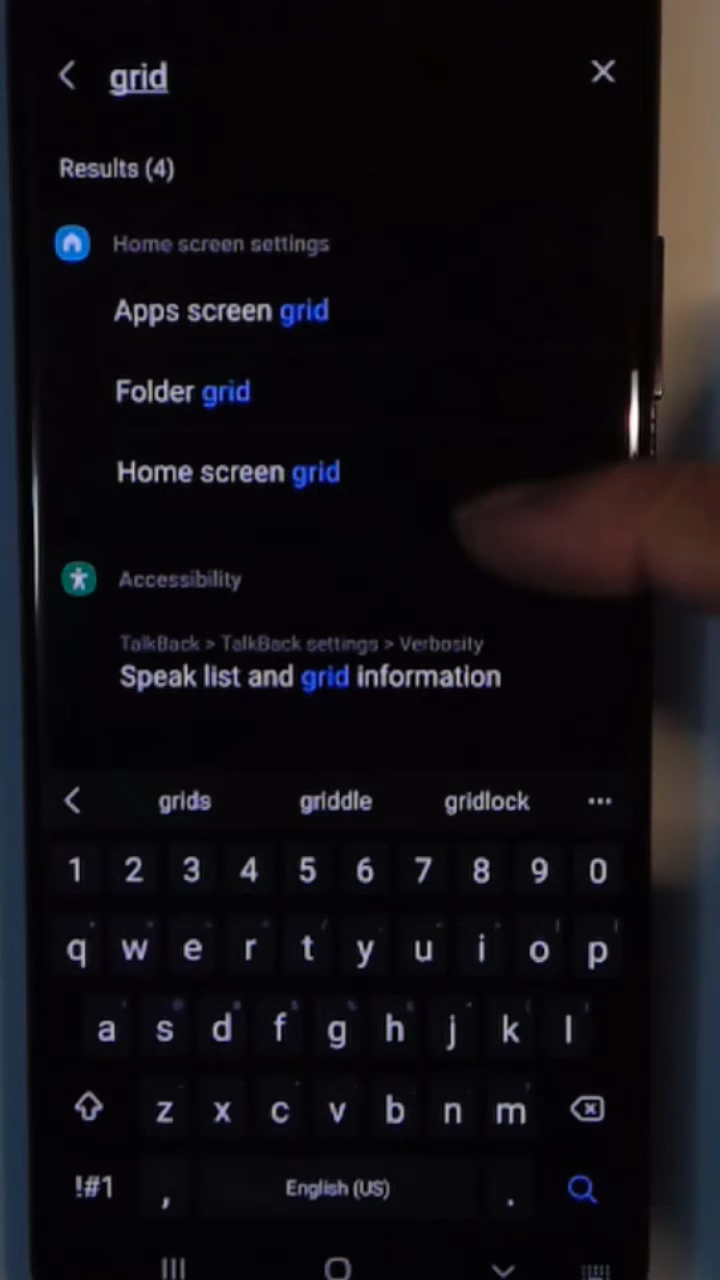 grid
Results (4)
Home screen settings
Apps screen grid
Folder grid
Home screen grid
Accessibility
TalkBack > TalkBack settings > Verbosity
Speak list and grid information
grids griddle gridlock ...
1 2 3 4 5 6 7 8 9 0
q w e r t y u i o p
a s d f g h j k l
z x c v b n m
!#1 , English (US) .